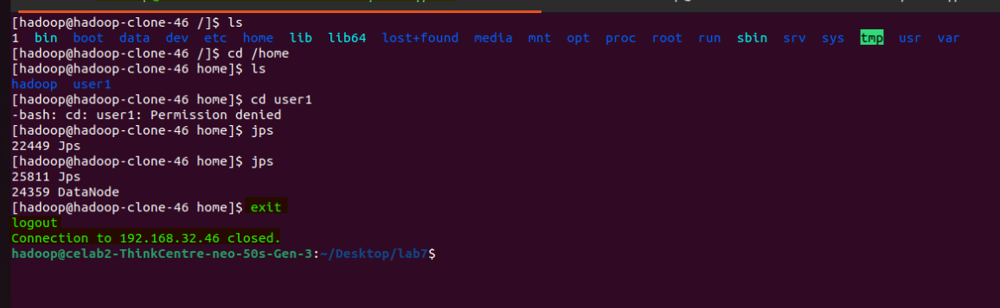 [hadoop@hadoop-clone-46 /]$ ls
1 bin boot data dev etc home lib lib64 lost+found media mnt opt proc root run sbin srv sys tmp usr var
[hadoop@hadoop-clone-46 /]$ cd /home
[hadoop@hadoop-clone-46 home]$ ls
hadoop user1
[hadoop@hadoop-clone-46 home]$ cd user1
-bash: cd: user1: Permission denied
[hadoop@hadoop-clone-46 home]$ jps
22449 Jps
[hadoop@hadoop-clone-46 home]$ jps
25811 Jps
24359 DataNode
[hadoop@hadoop-clone-46 home]$ exit
logout
Connection to 192.168.32.46 closed.
hadoop@celab2-ThinkCentre-neo-50s-Gen-3:~/Desktop/lab7$